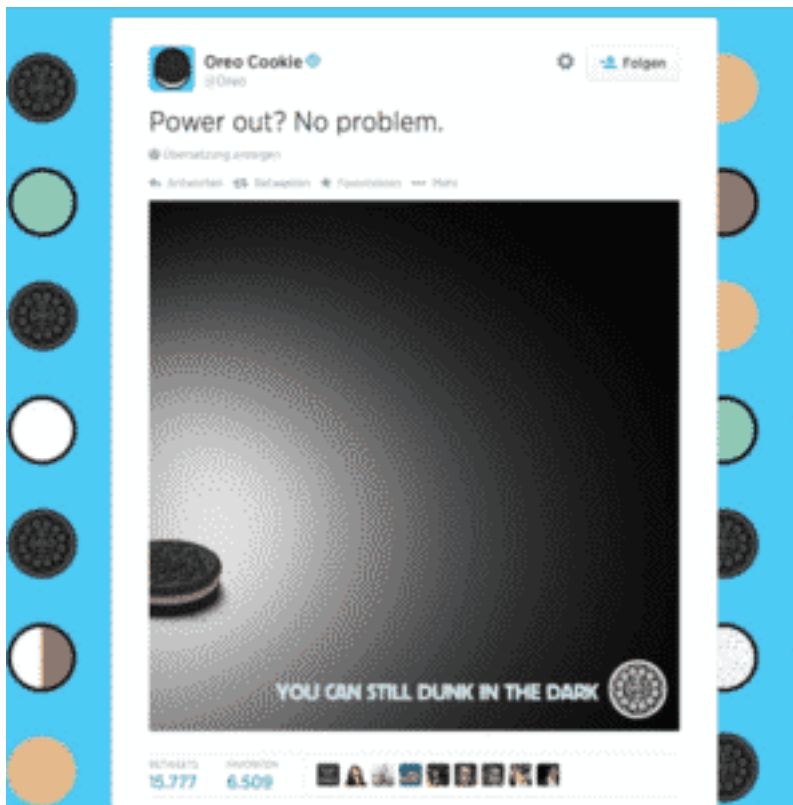 Oreo Cookie
@Oreo
Folgen
Power out? No problem.
Übersetzung anzeigen
Antworten Retweeten Favorisieren Mehr
YOU CAN STILL DUNK IN THE DARK
RETWEETS FAVORITEN
15.777 6.509